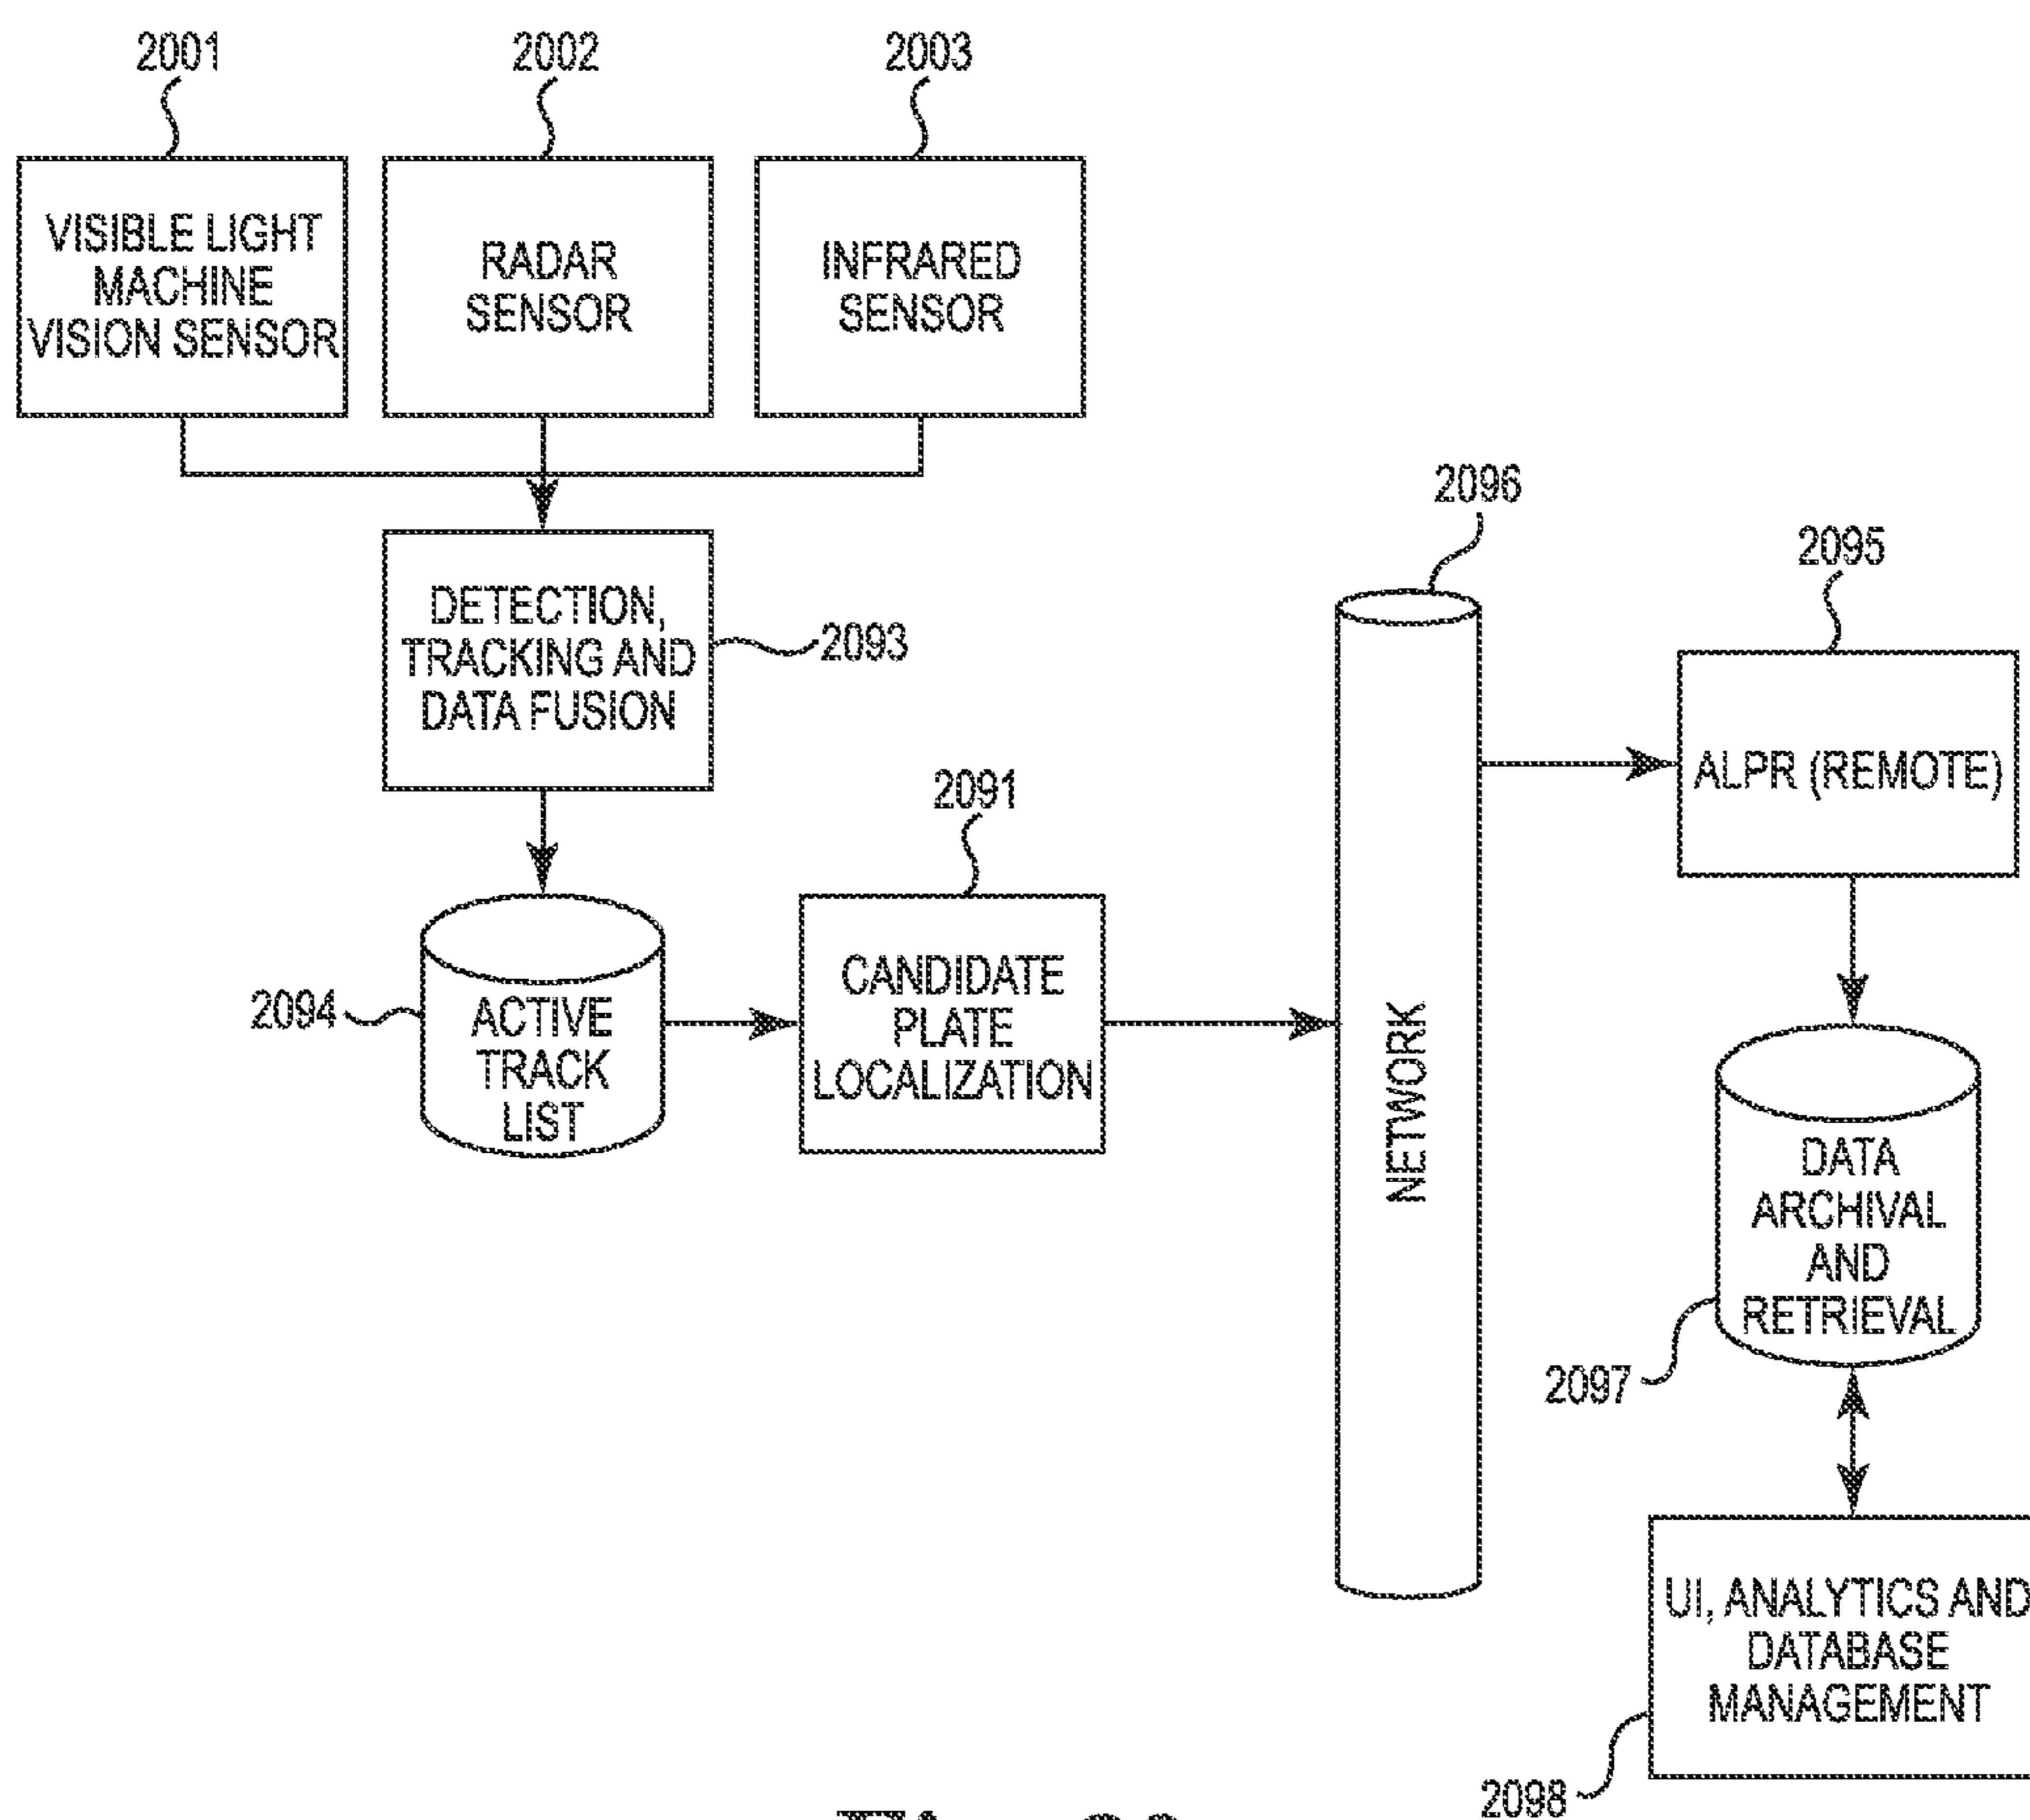 2001
2002
2003
VISIBLE LIGHT
MACHINE
VISION SENSOR
RADAR
SENSOR
INFRARED
SENSOR
DETECTION,
TRACKING AND
DATA FUSION
2093
2094
ACTIVE
TRACK
LIST
2091
CANDIDATE
PLATE
LOCALIZATION
2096
NETWORK
2095
ALPR (REMOTE)
DATA
ARCHIVAL
AND
RETRIEVAL
2097
UI, ANALYTICS AND
DATABASE
MANAGEMENT
2098